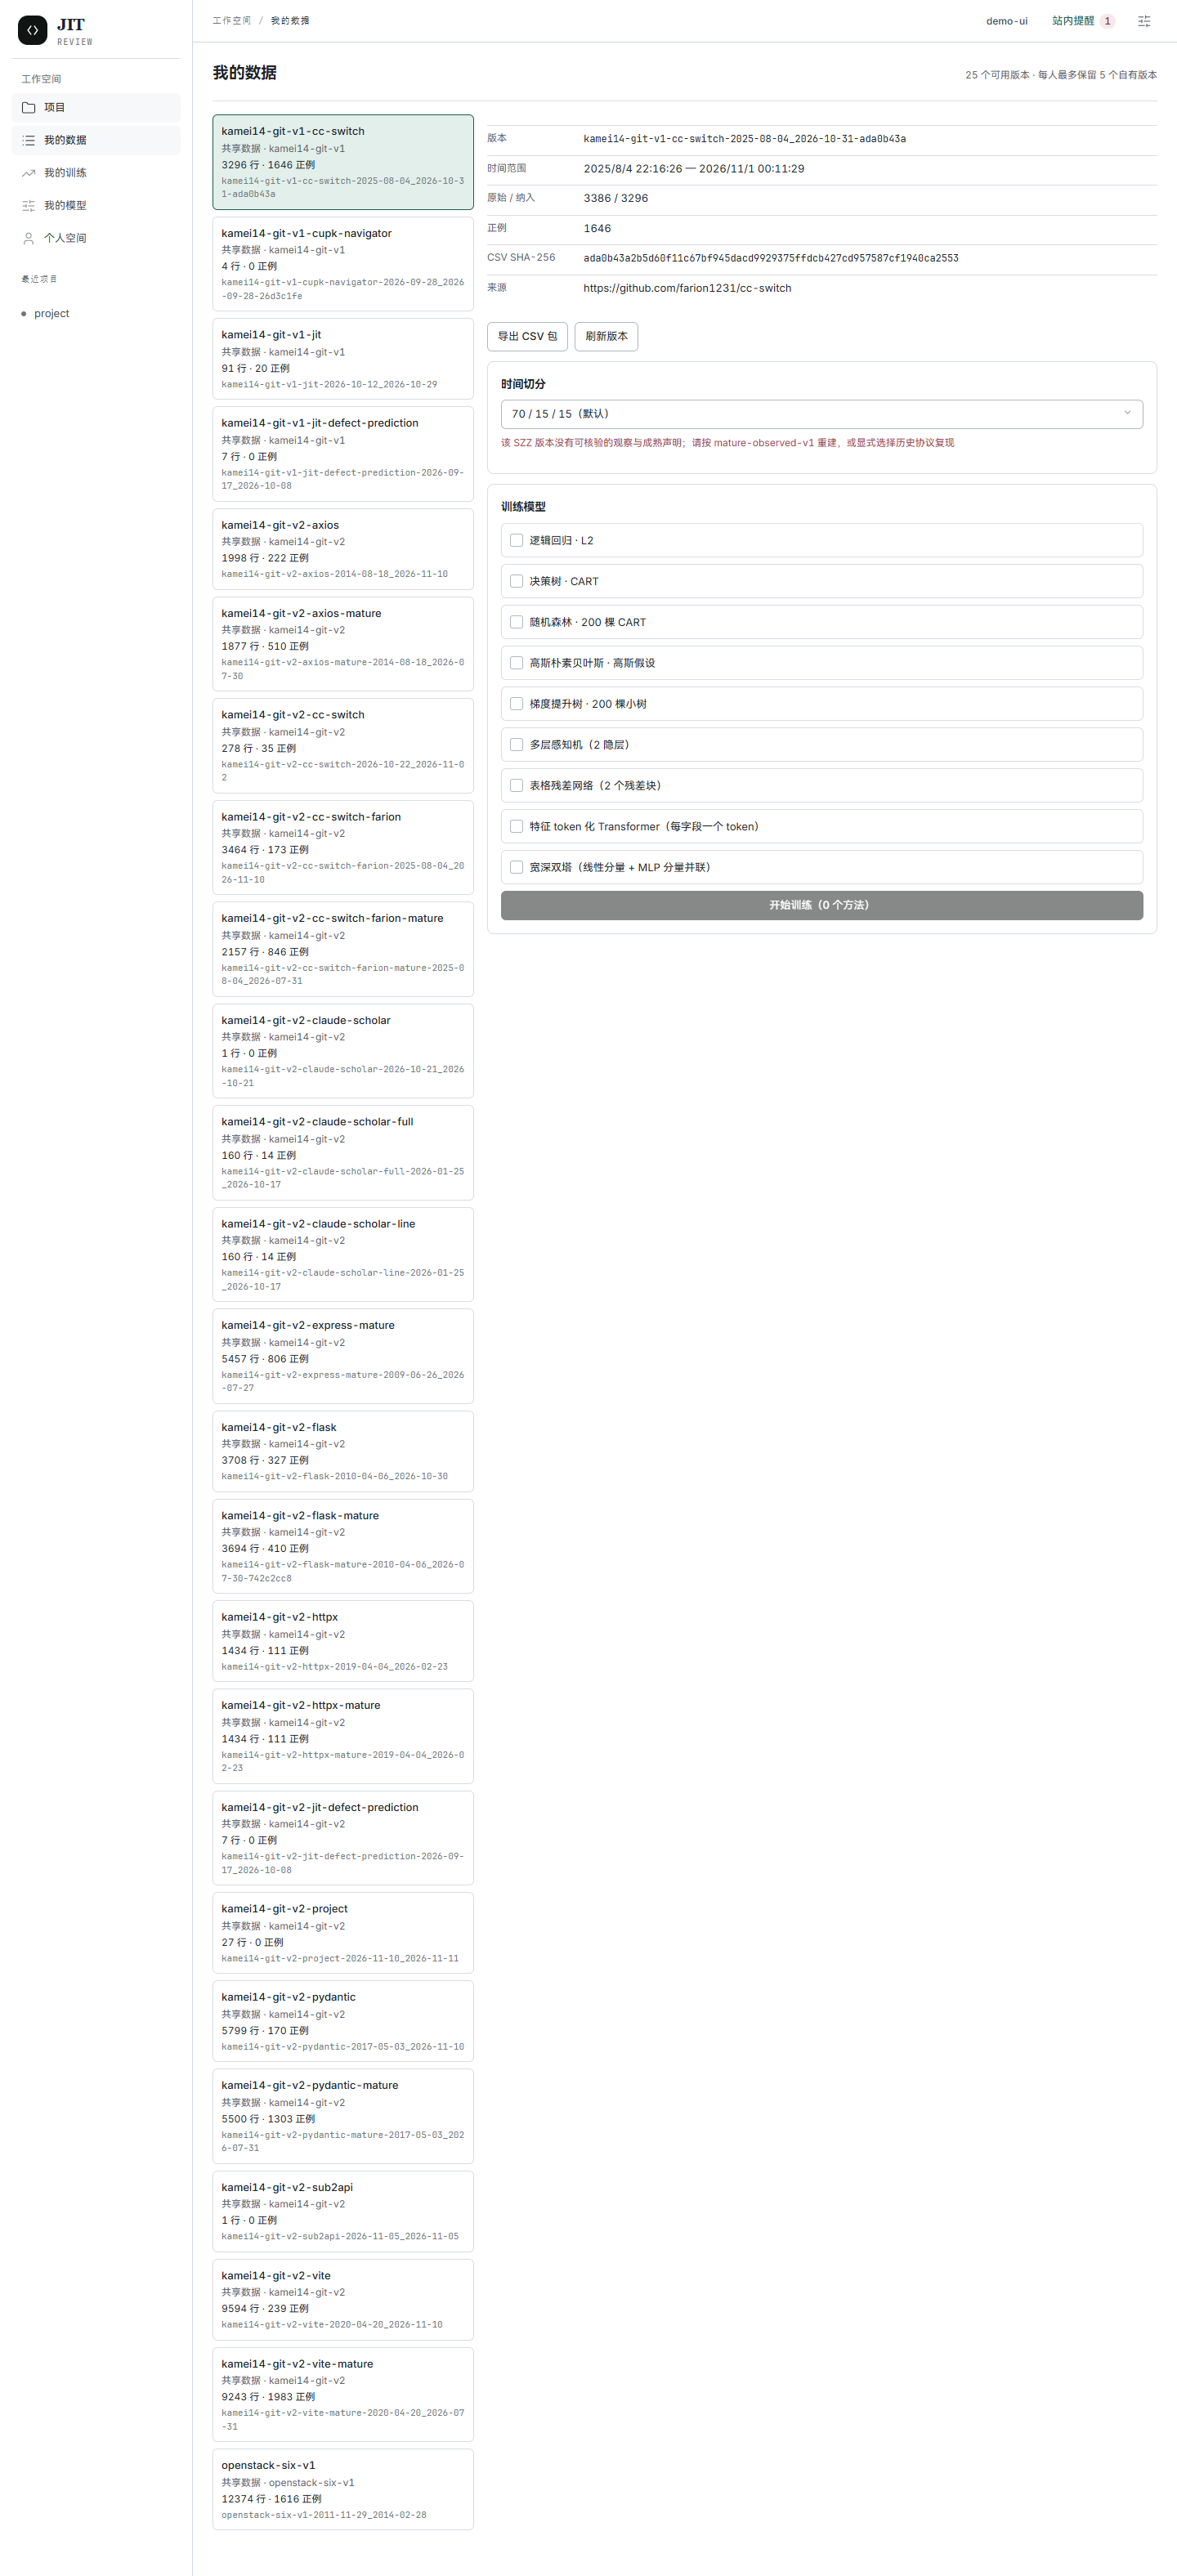 JIT
REVIEW
工作空间
项目
我的数据
我的训练
我的模型
个人空间
最近项目
project
工作空间 / 我的数据
demo-ui
站内提醒 1
我的数据
25 个可用版本 · 每人最多保留 5 个自有版本
kamei14-git-v1-cc-switch
共享数据 · kamei14-git-v1
3296 行 · 1646 正例
kamei14-git-v1-cc-switch-2025-08-04_2026-10-3
1-ada0b43a
kamei14-git-v1-cupk-navigator
共享数据 · kamei14-git-v1
4 行 · 0 正例
kamei14-git-v1-cupk-navigator-2026-09-28_2026
-09-28-26d3c1fe
kamei14-git-v1-jit
共享数据 · kamei14-git-v1
91 行 · 20 正例
kamei14-git-v1-jit-2026-10-12_2026-10-29
kamei14-git-v1-jit-defect-prediction
共享数据 · kamei14-git-v1
7 行 · 0 正例
kamei14-git-v1-jit-defect-prediction-2026-09-
17_2026-10-08
kamei14-git-v2-axios
共享数据 · kamei14-git-v2
1998 行 · 222 正例
kamei14-git-v2-axios-2014-08-18_2026-11-10
kamei14-git-v2-axios-mature
共享数据 · kamei14-git-v2
1877 行 · 510 正例
kamei14-git-v2-axios-mature-2014-08-18_2026-0
7-30
kamei14-git-v2-cc-switch
共享数据 · kamei14-git-v2
278 行 · 35 正例
kamei14-git-v2-cc-switch-2026-10-22_2026-11-0
2
kamei14-git-v2-cc-switch-farion
共享数据 · kamei14-git-v2
3464 行 · 173 正例
kamei14-git-v2-cc-switch-farion-2025-08-04_20
26-11-10
kamei14-git-v2-cc-switch-farion-mature
共享数据 · kamei14-git-v2
2157 行 · 846 正例
kamei14-git-v2-cc-switch-farion-mature-2025-0
8-04_2026-07-31
kamei14-git-v2-claude-scholar
共享数据 · kamei14-git-v2
1 行 · 0 正例
kamei14-git-v2-claude-scholar-2026-10-21_2026
-10-21
kamei14-git-v2-claude-scholar-full
共享数据 · kamei14-git-v2
160 行 · 14 正例
kamei14-git-v2-claude-scholar-full-2026-01-25
_2026-10-17
kamei14-git-v2-claude-scholar-line
共享数据 · kamei14-git-v2
160 行 · 14 正例
kamei14-git-v2-claude-scholar-line-2026-01-25
_2026-10-17
kamei14-git-v2-express-mature
共享数据 · kamei14-git-v2
5457 行 · 806 正例
kamei14-git-v2-express-mature-2009-06-26_2026
-07-27
kamei14-git-v2-flask
共享数据 · kamei14-git-v2
3708 行 · 327 正例
kamei14-git-v2-flask-2010-04-06_2026-10-30
kamei14-git-v2-flask-mature
共享数据 · kamei14-git-v2
3694 行 · 410 正例
kamei14-git-v2-flask-mature-2010-04-06_2026-0
7-30-742c2cc8
kamei14-git-v2-httpx
共享数据 · kamei14-git-v2
1434 行 · 111 正例
kamei14-git-v2-httpx-2019-04-04_2026-02-23
kamei14-git-v2-httpx-mature
共享数据 · kamei14-git-v2
1434 行 · 111 正例
kamei14-git-v2-httpx-mature-2019-04-04_2026-0
2-23
kamei14-git-v2-jit-defect-prediction
共享数据 · kamei14-git-v2
7 行 · 0 正例
kamei14-git-v2-jit-defect-prediction-2026-09-
17_2026-10-08
kamei14-git-v2-project
共享数据 · kamei14-git-v2
27 行 · 0 正例
kamei14-git-v2-project-2026-11-10_2026-11-11
kamei14-git-v2-pydantic
共享数据 · kamei14-git-v2
5799 行 · 170 正例
kamei14-git-v2-pydantic-2017-05-03_2026-11-10
kamei14-git-v2-pydantic-mature
共享数据 · kamei14-git-v2
5500 行 · 1303 正例
kamei14-git-v2-pydantic-mature-2017-05-03_202
6-07-31
kamei14-git-v2-sub2api
共享数据 · kamei14-git-v2
1 行 · 0 正例
kamei14-git-v2-sub2api-2026-11-05_2026-11-05
kamei14-git-v2-vite
共享数据 · kamei14-git-v2
9594 行 · 239 正例
kamei14-git-v2-vite-2020-04-20_2026-11-10
kamei14-git-v2-vite-mature
共享数据 · kamei14-git-v2
9243 行 · 1983 正例
kamei14-git-v2-vite-mature-2020-04-20_2026-07
-31
openstack-six-v1
共享数据 · openstack-six-v1
12374 行 · 1616 正例
openstack-six-v1-2011-11-29_2014-02-28
版本 kamei14-git-v1-cc-switch-2025-08-04_2026-10-31-ada0b43a
时间范围 2025/8/4 22:16:26 — 2026/11/1 00:11:29
原始 / 纳入 3386 / 3296
正例 1646
CSV SHA-256 ada0b43a2b5d60f11c67bf945dacd9929375ffdcb427cd957587cf1940ca2553
来源 https://github.com/farion1231/cc-switch
导出 CSV 包 刷新版本
时间切分
70 / 15 / 15（默认）
该 SZZ 版本没有可核验的观察与成熟声明；请按 mature-observed-v1 重建，或显式选择历史协议复现
训练模型
逻辑回归 · L2
决策树 · CART
随机森林 · 200 棵 CART
高斯朴素贝叶斯 · 高斯假设
梯度提升树 · 200 棵小树
多层感知机（2 隐层）
表格残差网络（2 个残差块）
特征 token 化 Transformer（每字段一个 token）
宽深双塔（线性分量 + MLP 分量并联）
开始训练（0 个方法）